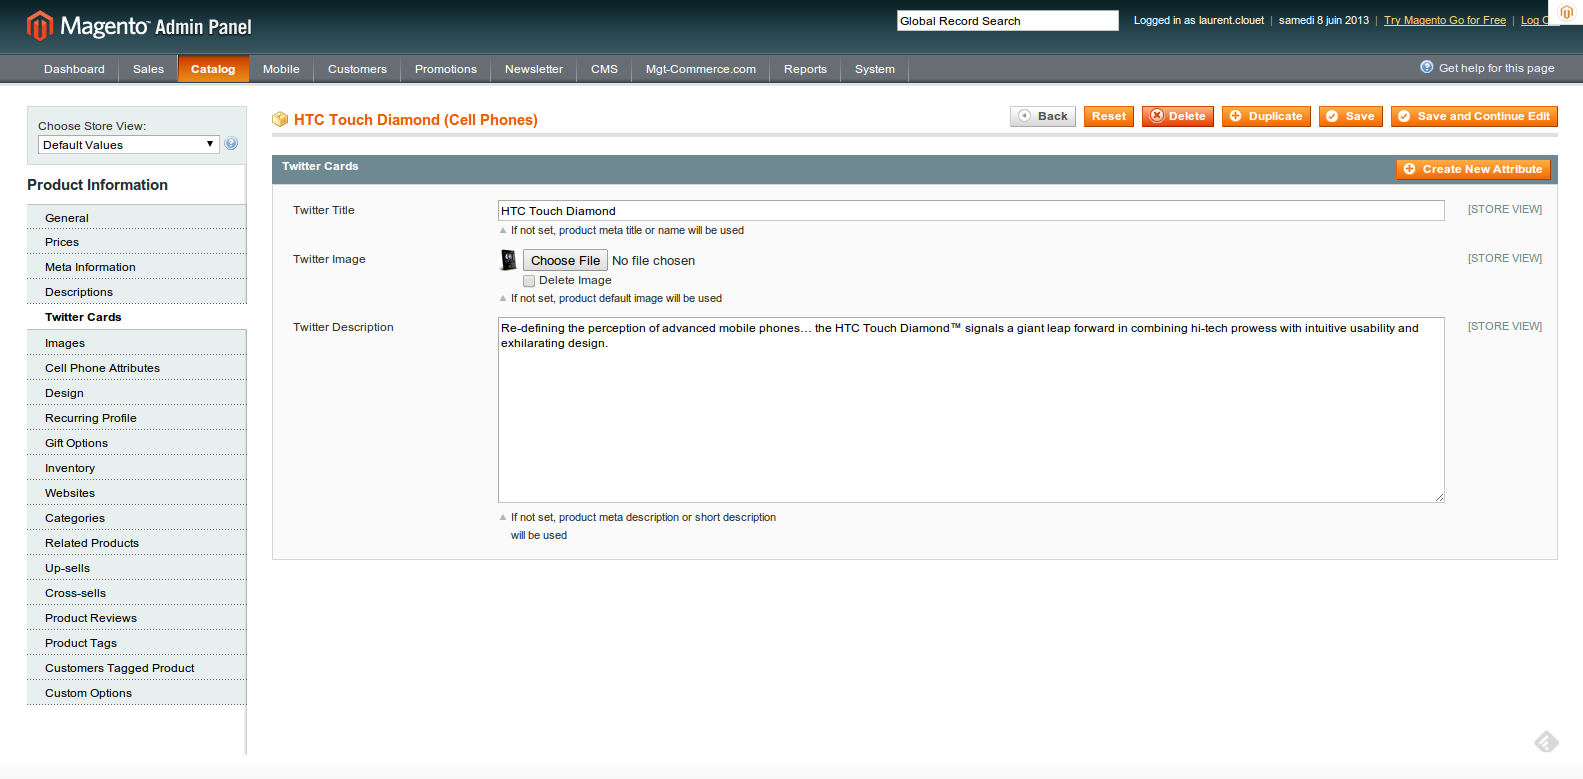 Magento™ Admin Panel
Global Record Search
Logged in as laurent.clouet | samedi 8 juin 2013 | Try Magento Go for Free | Log
Dashboard
Sales
Catalog
Mobile
Customers
Promotions
Newsletter
CMS
Mgt-Commerce.com
Reports
System
Get help for this page
Choose Store View:
Default Values
Product Information
General
Prices
Meta Information
Descriptions
Twitter Cards
Images
Cell Phone Attributes
Design
Recurring Profile
Gift Options
Inventory
Websites
Categories
Related Products
Up-sells
Cross-sells
Product Reviews
Product Tags
Customers Tagged Product
Custom Options
HTC Touch Diamond (Cell Phones)
Back
Reset
Delete
Duplicate
Save
Save and Continue Edit
Twitter Cards
Create New Attribute
Twitter Title
HTC Touch Diamond
[STORE VIEW]
If not set, product meta title or name will be used
Twitter Image
Choose File No file chosen
[STORE VIEW]
Delete Image
If not set, product default image will be used
Twitter Description
Re-defining the perception of advanced mobile phones… the HTC Touch Diamond™ signals a giant leap forward in combining hi-tech prowess with intuitive usability and
exhilarating design.
[STORE VIEW]
If not set, product meta description or short description
will be used